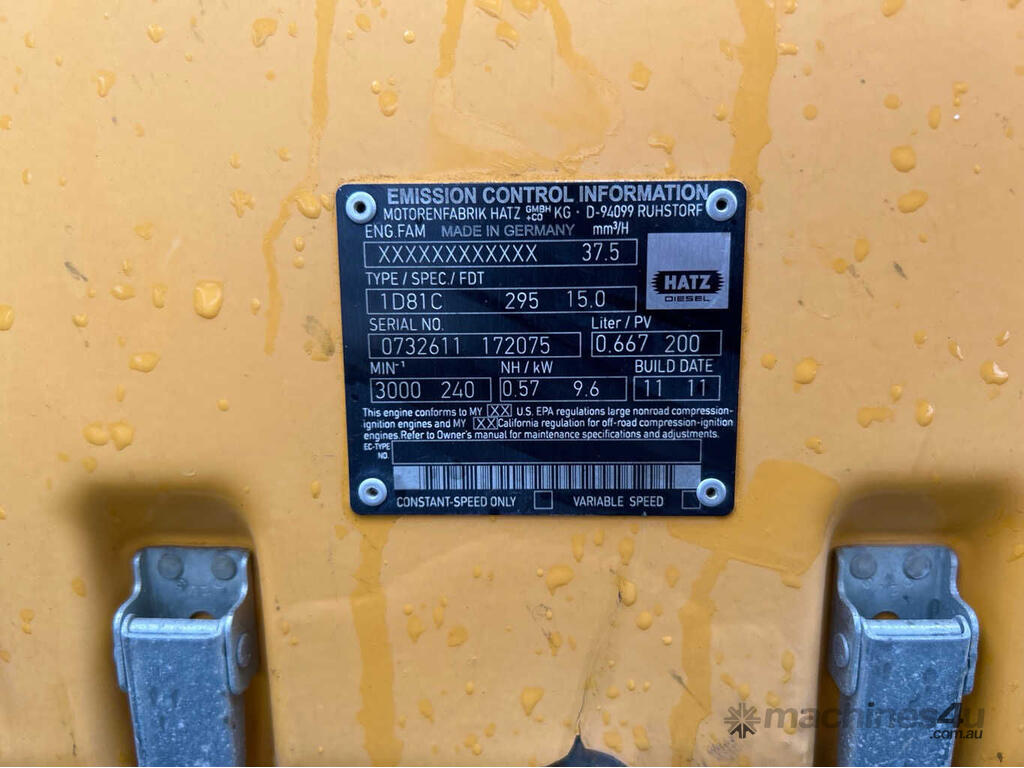 EMISSION CONTROL INFORMATION
MOTORENFABRIK HATZ GMBH +CO KG · D-94099 RUHSTORF
ENG.FAM MADE IN GERMANY mm³/H
XXXXXXXXXXXX 37.5
HATZ
DIESEL
TYPE / SPEC./ FDT
1D81C 295 15.0
SERIAL NO. Liter / PV
0732611 172075 0.667 200
MIN⁻¹ NH / kW BUILD DATE
3000 240 0.57 9.6 11 11
This engine conforms to MY XX U.S. EPA regulations large nonroad compression-
ignition engines and MY XX California regulation for off-road compression-ignition
engines. Refer to Owner's manual for maintenance specifications and adjustments.
EC-TYPE
NO.
CONSTANT-SPEED ONLY VARIABLE SPEED
machines4u
.com.au